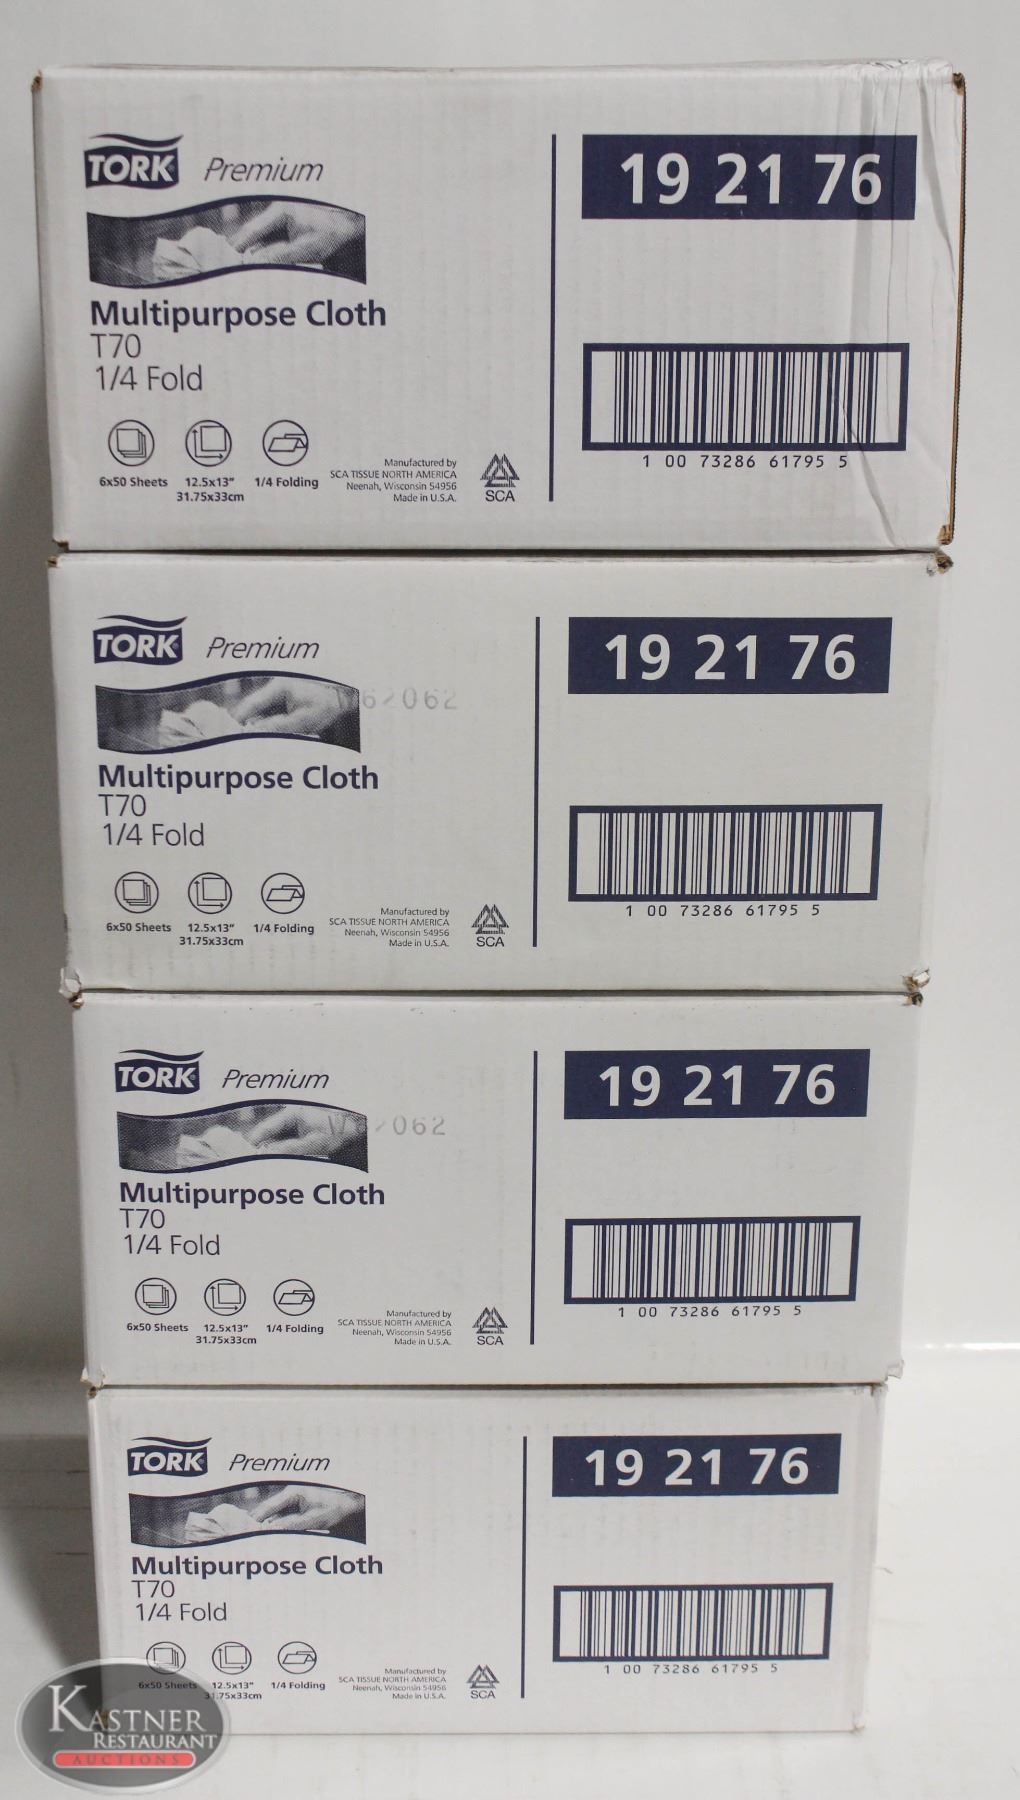 TORK Premium
Multipurpose Cloth
T70
1/4 Fold
6x50 Sheets
12.5x13"
31.75x33cm
1/4 Folding
Manufactured by
SCA TISSUE NORTH AMERICA
Neenah, Wisconsin 54956
Made in U.S.A.
SCA
19 21 76
1 00 73286 61795 5
TORK Premium
062
Multipurpose Cloth
T70
1/4 Fold
6x50 Sheets
12.5x13"
31.75x33cm
1/4 Folding
Manufactured by
SCA TISSUE NORTH AMERICA
Neenah, Wisconsin 54956
Made in U.S.A.
SCA
19 21 76
1 00 73286 61795 5
TORK Premium
062
Multipurpose Cloth
T70
1/4 Fold
6x50 Sheets
12.5x13"
31.75x33cm
1/4 Folding
Manufactured by
SCA TISSUE NORTH AMERICA
Neenah, Wisconsin 54956
Made in U.S.A.
SCA
19 21 76
1 00 73286 61795 5
TORK Premium
Multipurpose Cloth
T70
1/4 Fold
6x50 Sheets
12.5x13"
31.75x33cm
1/4 Folding
Manufactured by
SCA TISSUE NORTH AMERICA
Neenah, Wisconsin 54956
Made in U.S.A.
SCA
19 21 76
1 00 73286 61795 5
KASTNER
RESTAURANT
AUCTIONS